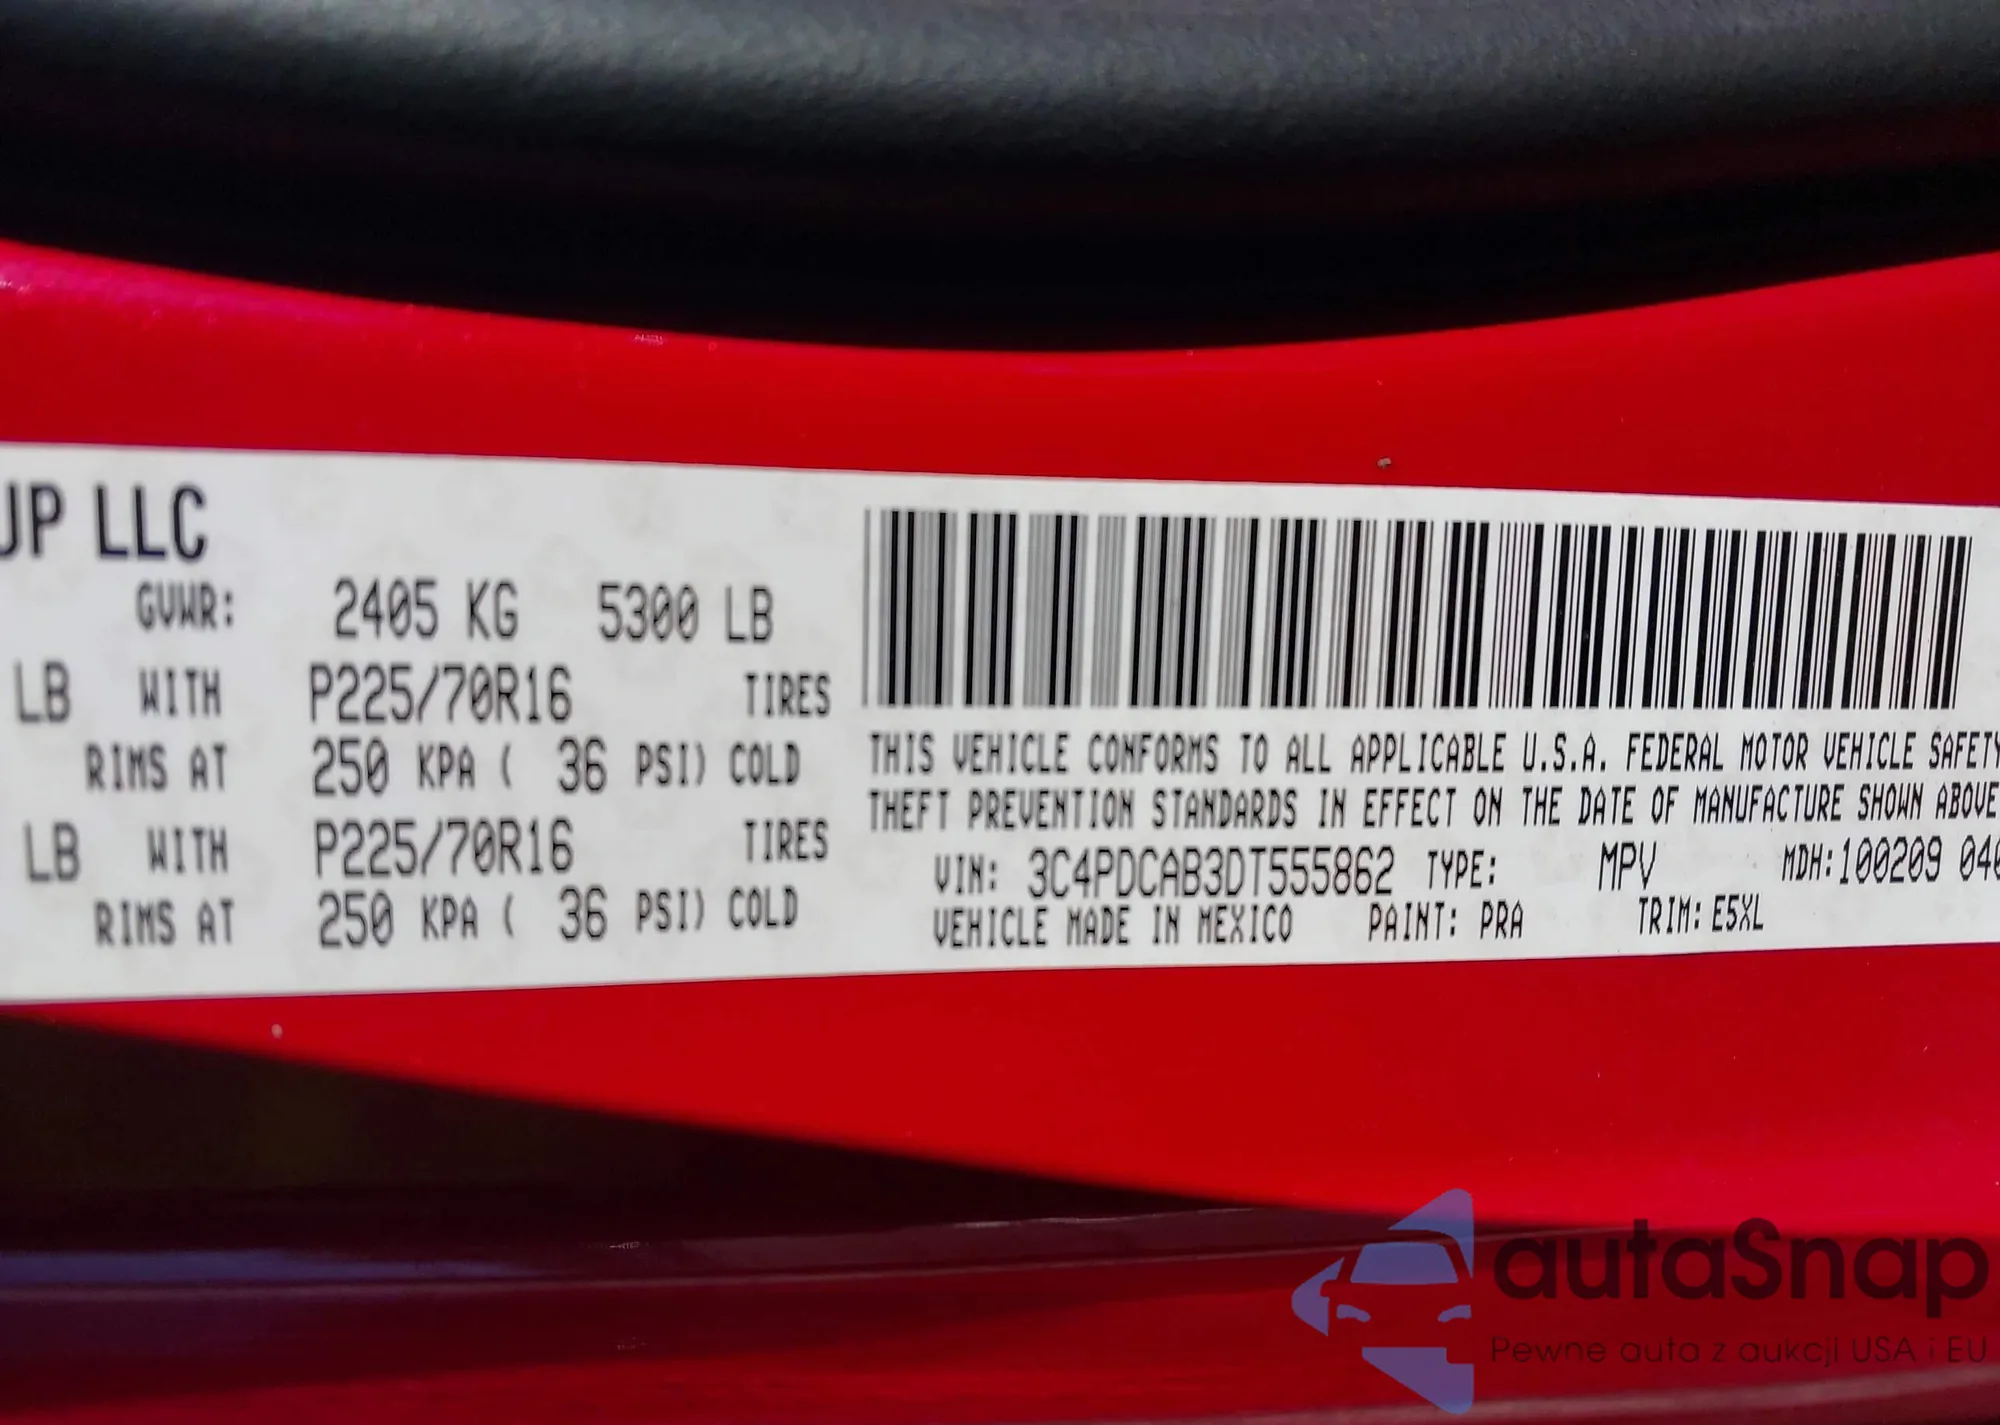 UP LLC
GVWR: 2405 KG 5300 LB
LB WITH P225/70R16 TIRES
RIMS AT 250 KPA ( 36 PSI) COLD
LB WITH P225/70R16 TIRES
RIMS AT 250 KPA ( 36 PSI) COLD
THIS VEHICLE CONFORMS TO ALL APPLICABLE U.S.A. FEDERAL MOTOR VEHICLE SAFETY
THEFT PREVENTION STANDARDS IN EFFECT ON THE DATE OF MANUFACTURE SHOWN ABOVE
VIN: 3C4PDCAB3DT555862 TYPE: MPV MDH:100209 040
VEHICLE MADE IN MEXICO PAINT: PRA TRIM: E5XL
autaSnap
Pewne auta z aukcji USA i EU